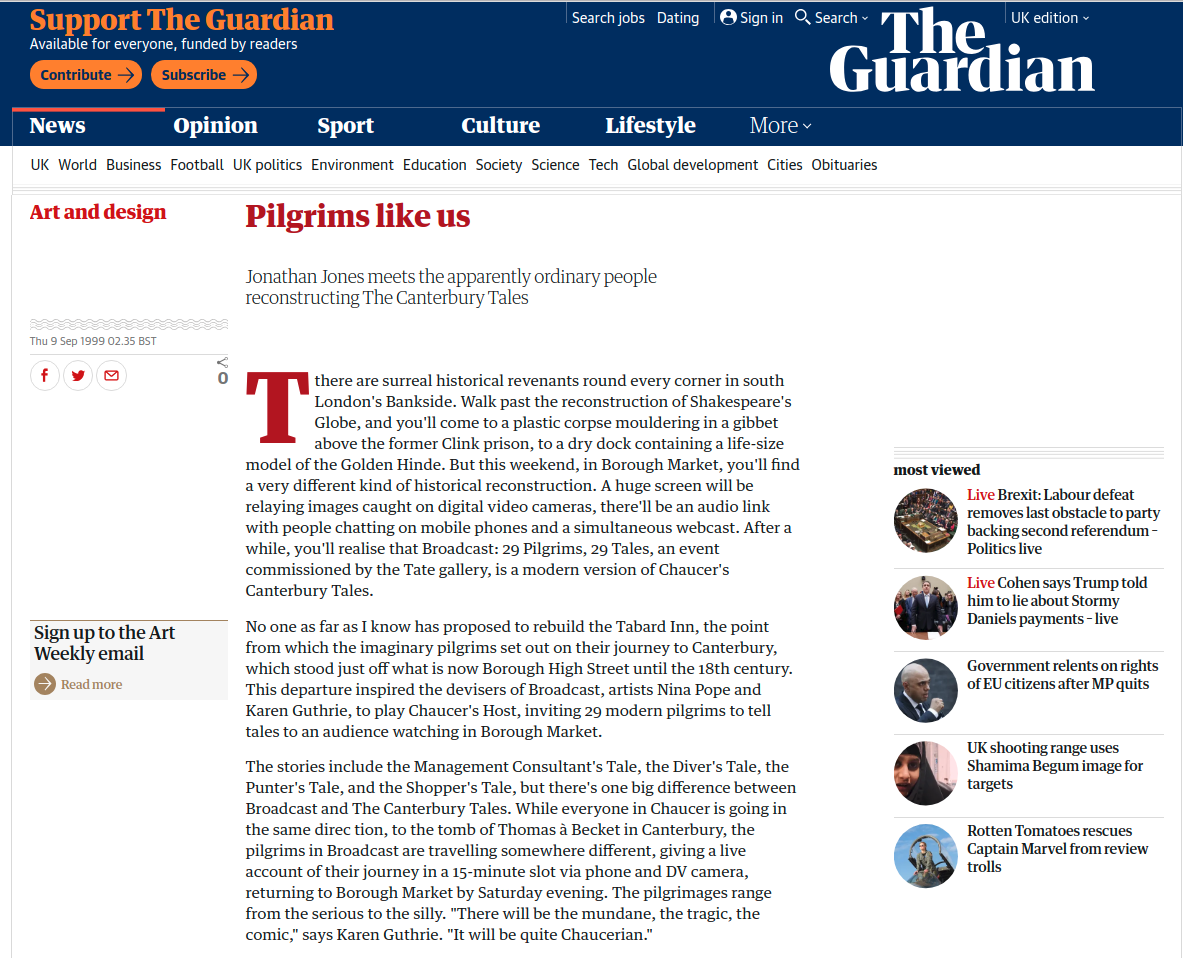 Support The Guardian
Available for everyone, funded by readers
Contribute
Subscribe
Search jobs
Dating
Sign in
Search
UK edition
The
Guardian
News
Opinion
Sport
Culture
Lifestyle
More
UK World Business Football UK politics Environment Education Society Science Tech Global development Cities Obituaries
Art and design
Pilgrims like us
Jonathan Jones meets the apparently ordinary people
reconstructing The Canterbury Tales
Thu 9 Sep 1999 02.35 BST
0
Sign up to the Art
Weekly email
Read more
T there are surreal historical revenants round every corner in south
London's Bankside. Walk past the reconstruction of Shakespeare's
Globe, and you'll come to a plastic corpse mouldering in a gibbet
above the former Clink prison, to a dry dock containing a life-size
model of the Golden Hinde. But this weekend, in Borough Market, you'll find
a very different kind of historical reconstruction. A huge screen will be
relaying images caught on digital video cameras, there'll be an audio link
with people chatting on mobile phones and a simultaneous webcast. After a
while, you'll realise that Broadcast: 29 Pilgrims, 29 Tales, an event
commissioned by the Tate gallery, is a modern version of Chaucer's
Canterbury Tales.
No one as far as I know has proposed to rebuild the Tabard Inn, the point
from which the imaginary pilgrims set out on their journey to Canterbury,
which stood just off what is now Borough High Street until the 18th century.
This departure inspired the devisers of Broadcast, artists Nina Pope and
Karen Guthrie, to play Chaucer's Host, inviting 29 modern pilgrims to tell
tales to an audience watching in Borough Market.
The stories include the Management Consultant's Tale, the Diver's Tale, the
Punter's Tale, and the Shopper's Tale, but there's one big difference between
Broadcast and The Canterbury Tales. While everyone in Chaucer is going in
the same direc tion, to the tomb of Thomas à Becket in Canterbury, the
pilgrims in Broadcast are travelling somewhere different, giving a live
account of their journey in a 15-minute slot via phone and DV camera,
returning to Borough Market by Saturday evening. The pilgrimages range
from the serious to the silly. "There will be the mundane, the tragic, the
comic," says Karen Guthrie. "It will be quite Chaucerian."
most viewed
Live Brexit: Labour defeat
removes last obstacle to party
backing second referendum –
Politics live
Live Cohen says Trump told
him to lie about Stormy
Daniels payments – live
Government relents on rights
of EU citizens after MP quits
UK shooting range uses
Shamima Begum image for
targets
Rotten Tomatoes rescues
Captain Marvel from review
trolls